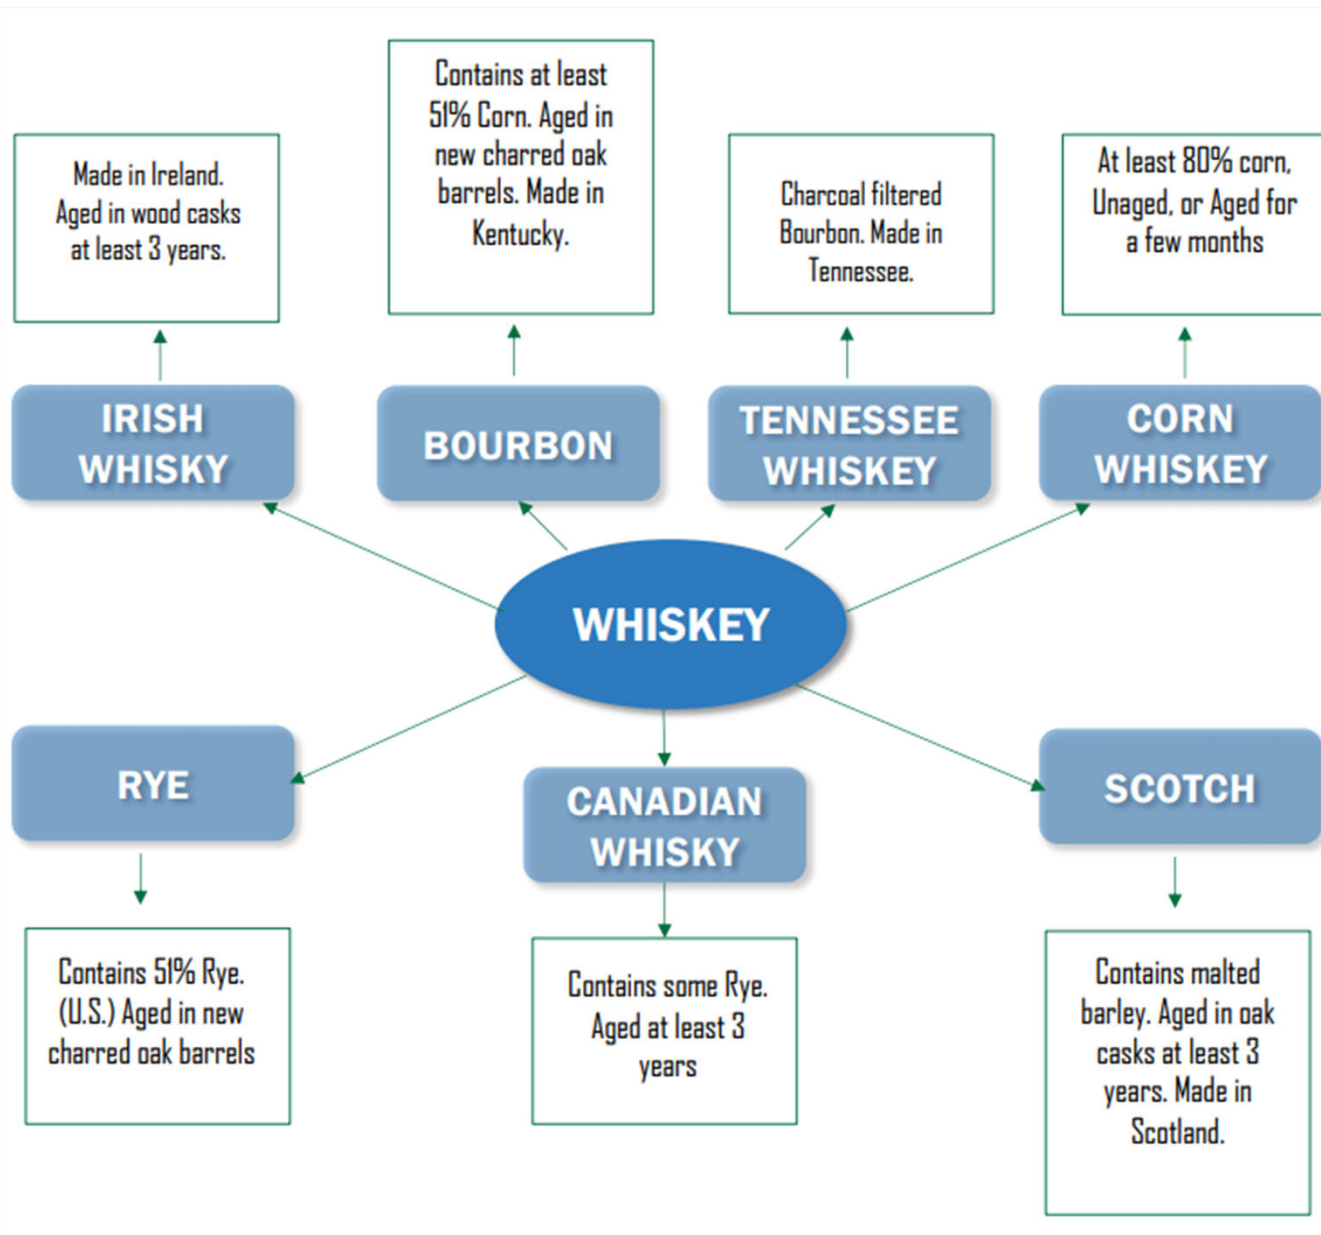 Made in Ireland.
Aged in wood casks
at least 3 years.
Contains at least
51% Corn. Aged in
new charred oak
barrels. Made in
Kentucky.
Charcoal filtered
Bourbon. Made in
Tennessee.
At least 80% corn,
Unaged, or Aged for
a few months
IRISH
WHISKY
BOURBON
TENNESSEE
WHISKEY
CORN
WHISKEY
WHISKEY
RYE
CANADIAN
WHISKY
SCOTCH
Contains 51% Rye.
(U.S.) Aged in new
charred oak barrels
Contains some Rye.
Aged at least 3
years
Contains malted
barley. Aged in oak
casks at least 3
years. Made in
Scotland.